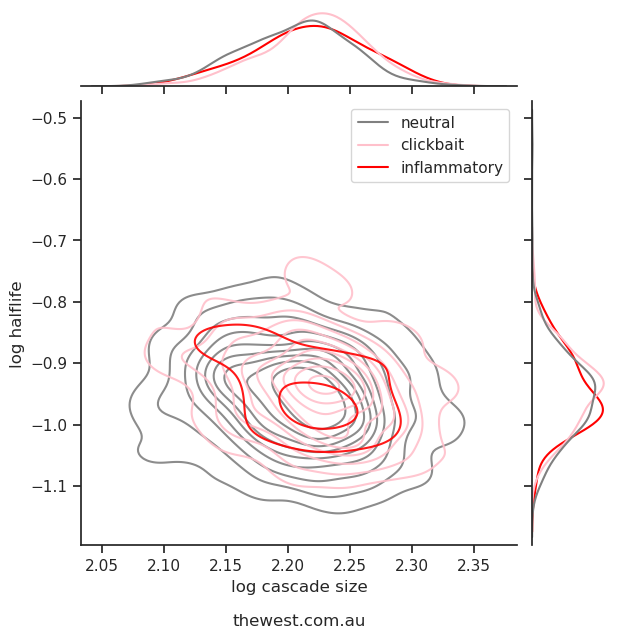 neutral
clickbait
inflammatory
−0.5
−0.6
−0.7
−0.8
−0.9
−1.0
−1.1
log halflife
2.05 2.10 2.15 2.20 2.25 2.30 2.35
log cascade size
thewest.com.au